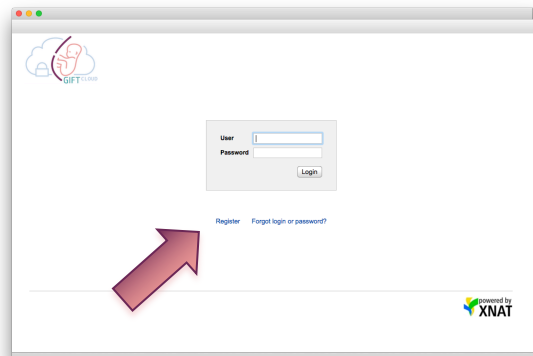 GIFT CLOUD
User
Password
Login
Register Forgot login or password?
powered by
XNAT